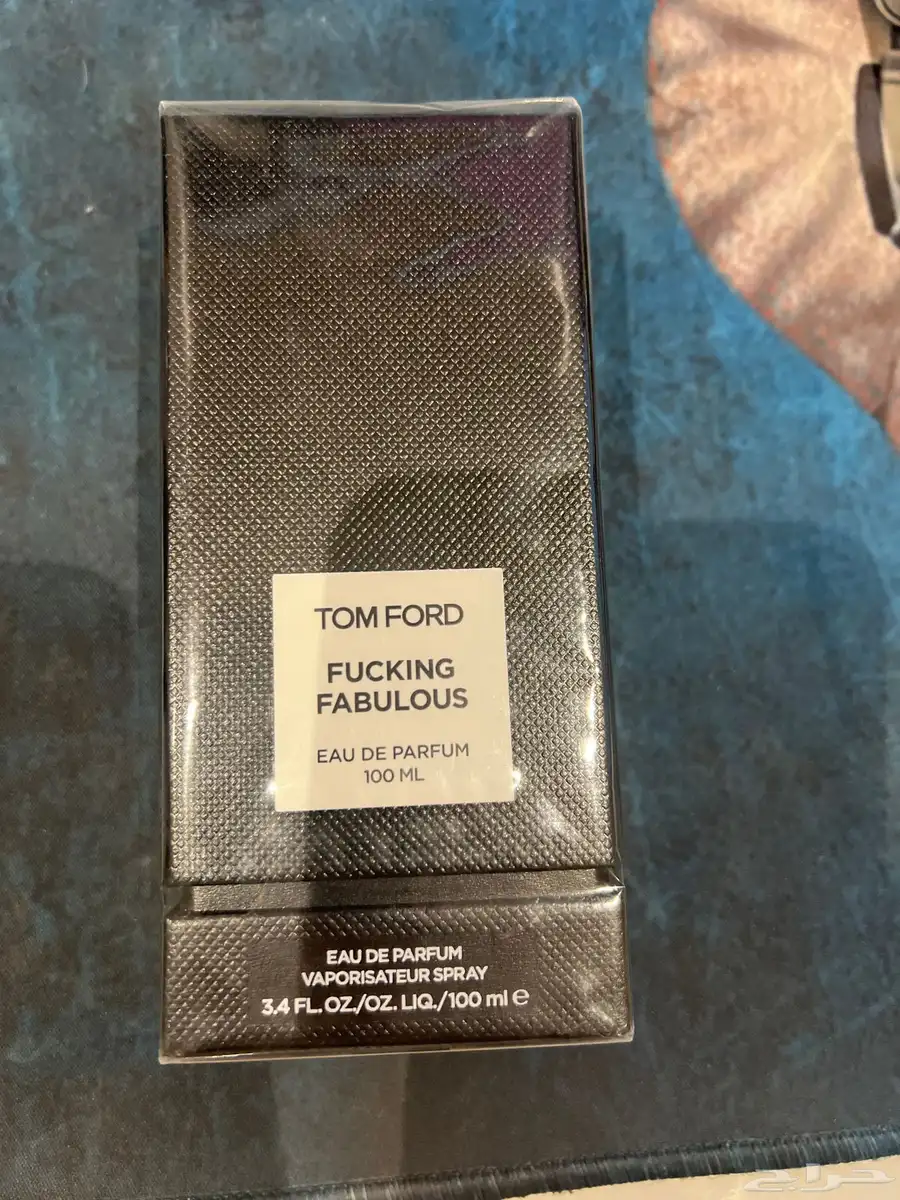 TOM FORD
FUCKING
FABULOUS
EAU DE PARFUM
100 ML
EAU DE PARFUM
VAPORISATEUR SPRAY
3.4 FL. OZ./OZ. LIQ./100 ml ℮
حراج